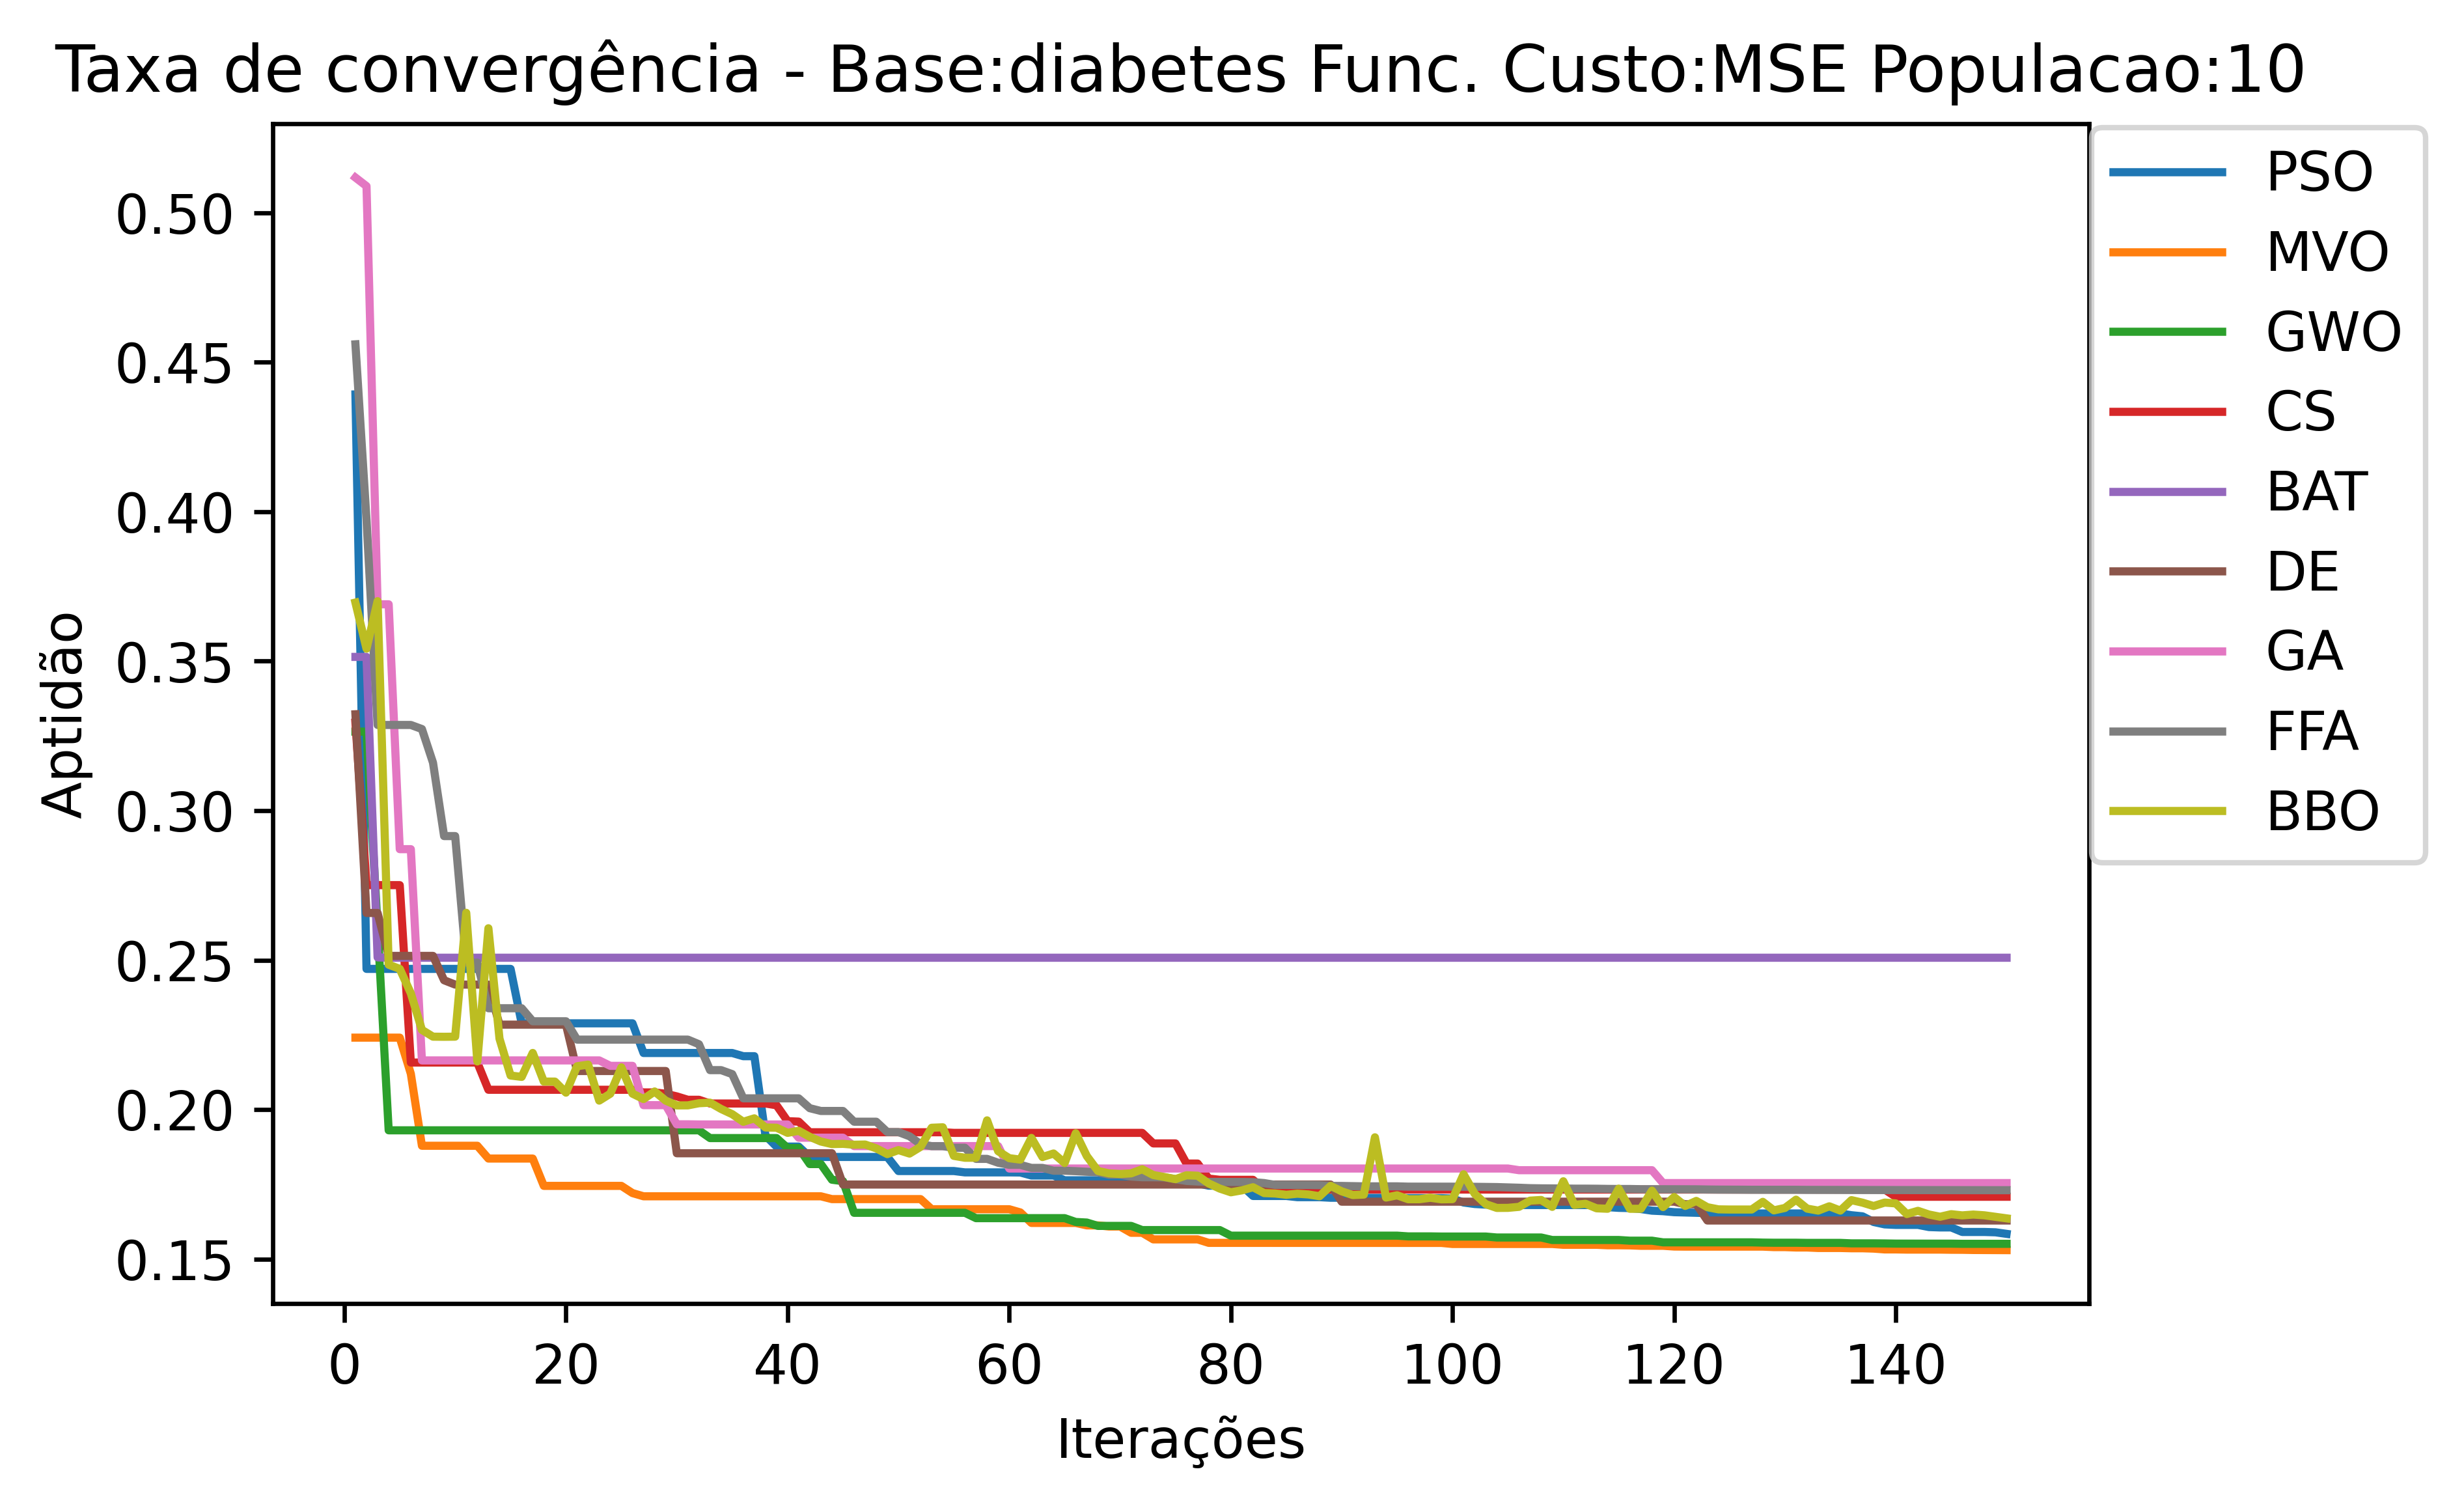 Taxa de convergência - Base:diabetes Func. Custo:MSE Populacao:10
Aptidão
0.50
0.45
0.40
0.35
0.30
0.25
0.20
0.15
0
20
40
60
80
100
120
140
Iterações
PSO
MVO
GWO
CS
BAT
DE
GA
FFA
BBO